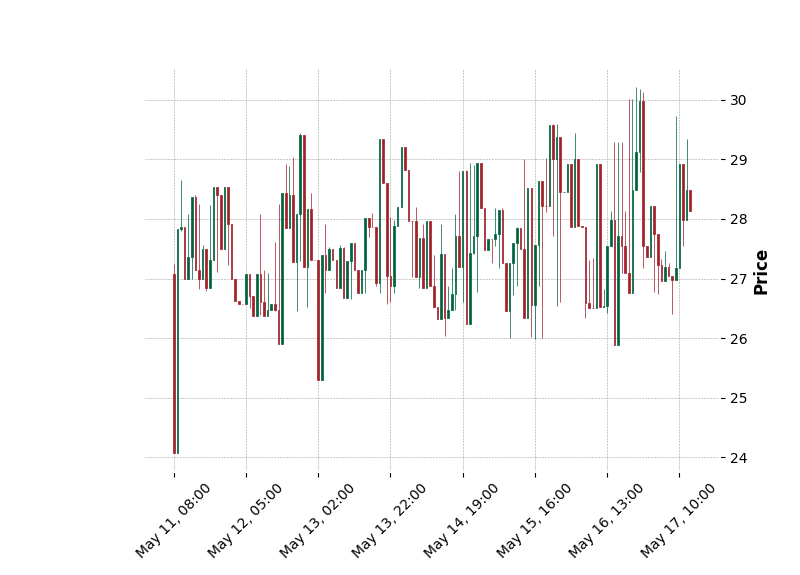 30
29
28
27
26
25
24
Price
May 11, 08:00
May 12, 05:00
May 13, 02:00
May 13, 22:00
May 14, 19:00
May 15, 16:00
May 16, 13:00
May 17, 10:00